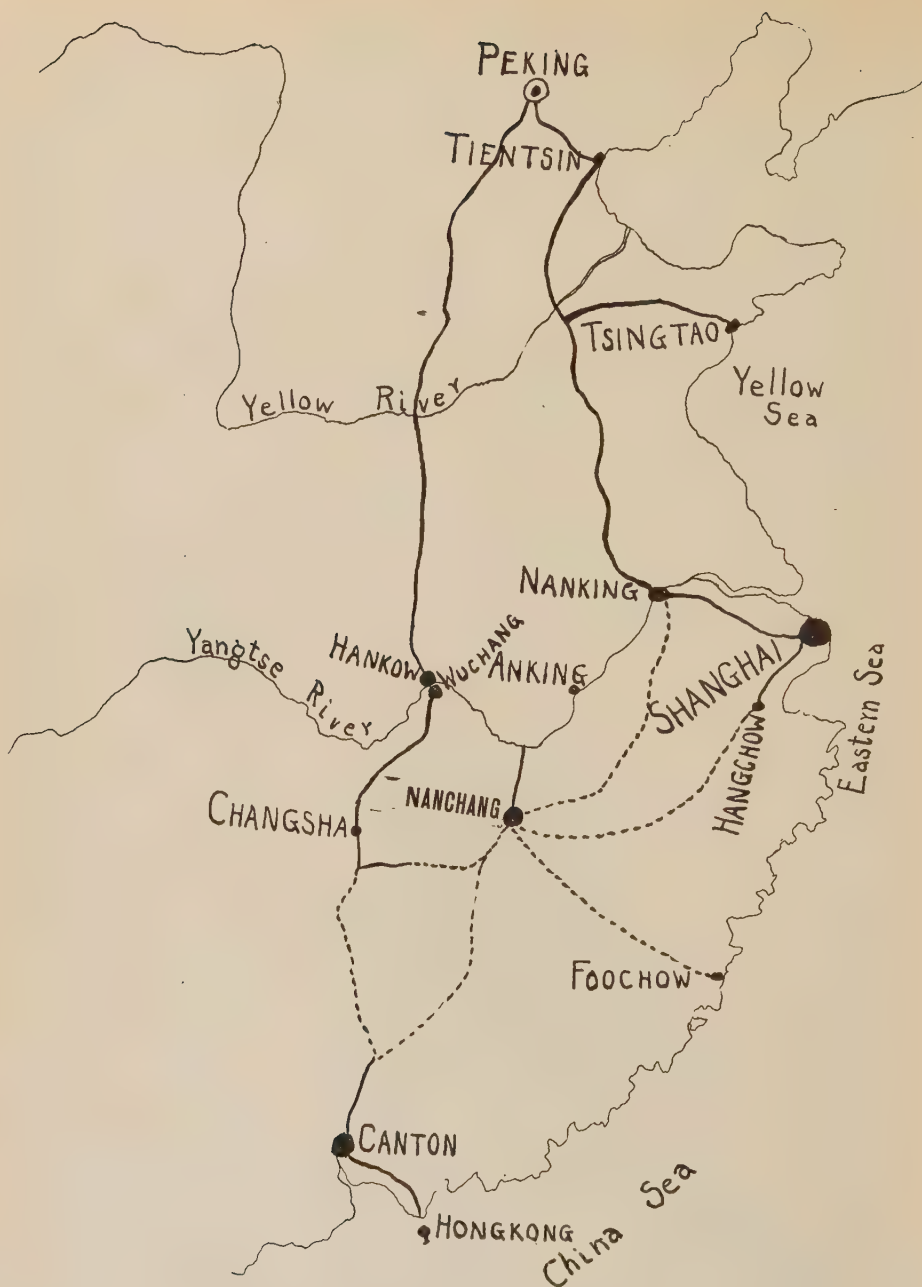 PEKING
TIENTSIN
TSINGTAO
Yellow River
Yellow
Sea
NANKING
Yangtse
River
HANKOW
WUCHANG
ANKING
SHANGHAI
Eastern Sea
HANGCHOW
NANCHANG
CHANGSHA
FOOCHOW
CANTON
HONGKONG
China Sea